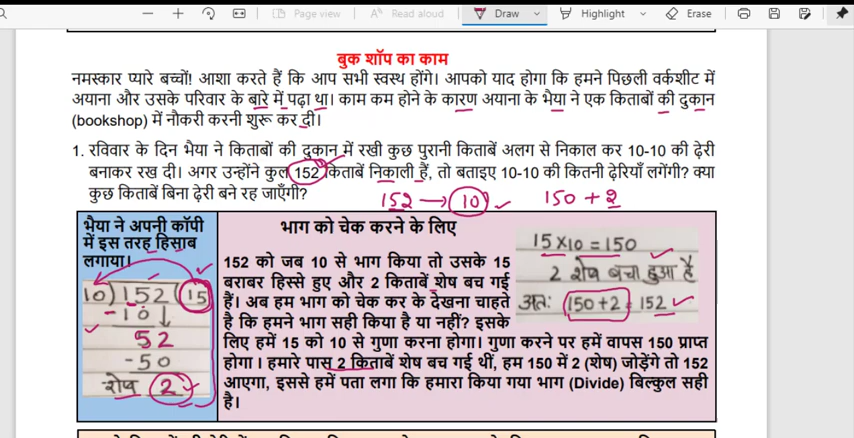 Page view
Read aloud
Draw
Highlight
Erase
बुक शॉप का काम
नमस्कार प्यारे बच्चों! आशा करते हैं कि आप सभी स्वस्थ होंगे। आपको याद होगा कि हमने पिछली वर्कशीट में
अयाना और उसके परिवार के बारे में पढ़ा था। काम कम होने के कारण अयाना के भैया ने एक किताबों की दुकान
(bookshop) में नौकरी करनी शुरू कर दी।
1. रविवार के दिन भैया ने किताबों की दुकान में रखी कुछ पुरानी किताबें अलग से निकाल कर 10-10 की ढ़ेरी
बनाकर रख दी। अगर उन्होंने कुल 152 किताबें निकाली हैं, तो बताइए 10-10 की कितनी ढ़ेरियाँ लगेंगी? क्या
कुछ किताबें बिना ढ़ेरी बने रह जाएँगी?
152 → 10 150 + 2
भैया ने अपनी कॉपी
में इस तरह हिसाब
लगाया।
10) 152 (15
- 10↓
52
-50
शेष 2
भाग को चेक करने के लिए
152 को जब 10 से भाग किया तो उसके 15
बराबर हिस्से हुए और 2 किताबें शेष बच गई
हैं। अब हम भाग को चेक कर के देखना चाहते
है कि हमने भाग सही किया है या नहीं? इसके
लिए हमें 15 को 10 से गुणा करना होगा। गुणा करने पर हमें वापस 150 प्राप्त
होगा । हमारे पास 2 किताबें शेष बच गई थीं, हम 150 में 2 (शेष) जोड़ेंगे तो 152
आएगा, इससे हमें पता लगा कि हमारा किया गया भाग (Divide) बिल्कुल सही
है।
15 × 10 = 150
2 शेष बचा हुआ है
अतः 150 + 2 = 152